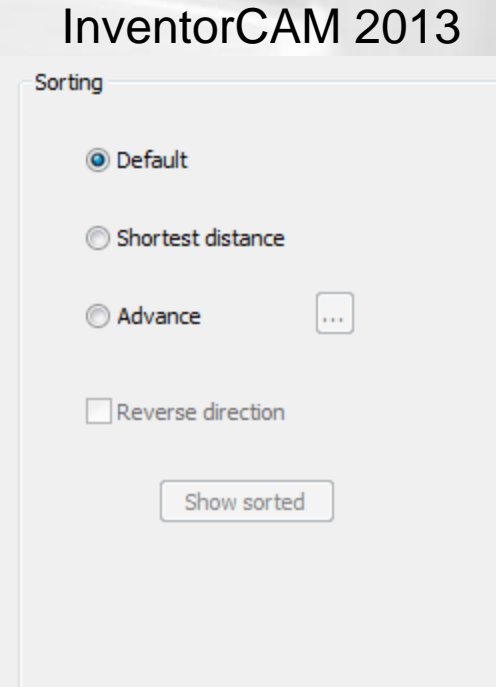 InventorCAM 2013
Sorting
Default
Shortest distance
Advance ...
Reverse direction
Show sorted